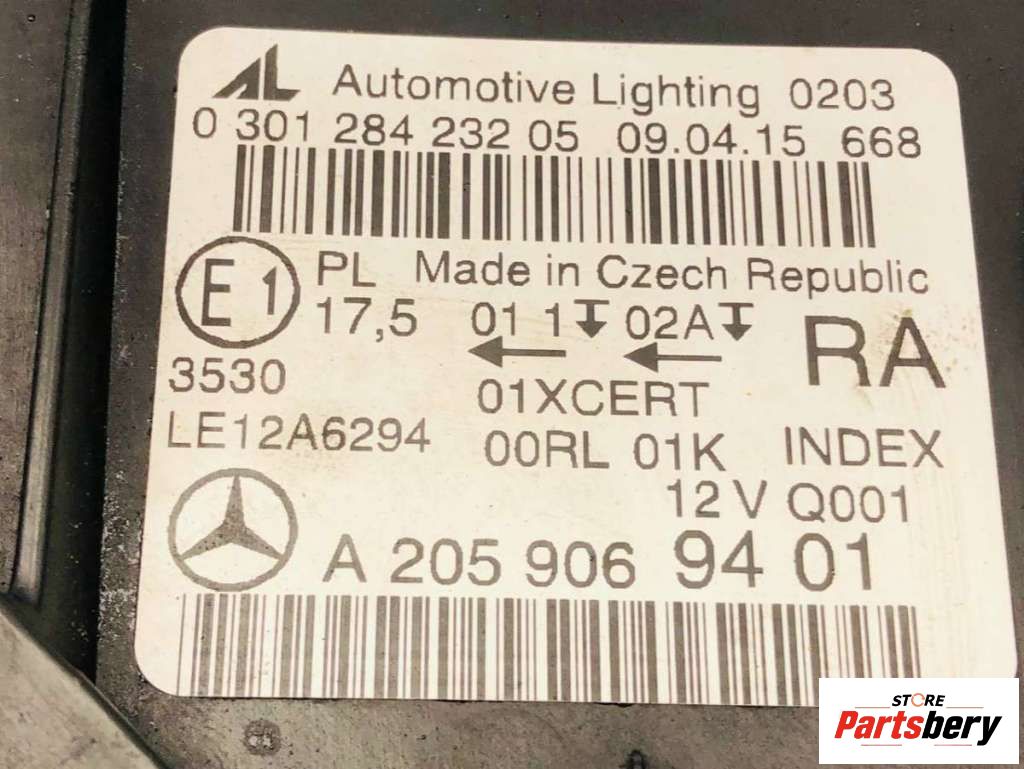 AL Automotive Lighting 0203
0 301 284 232 05 09.04.15 668
E1 PL Made in Czech Republic
17,5 01 1 02A RA
3530
01XCERT
LE12A6294 00RL 01K INDEX
12 V Q001
A 205 906 94 01
STORE
Partsbery